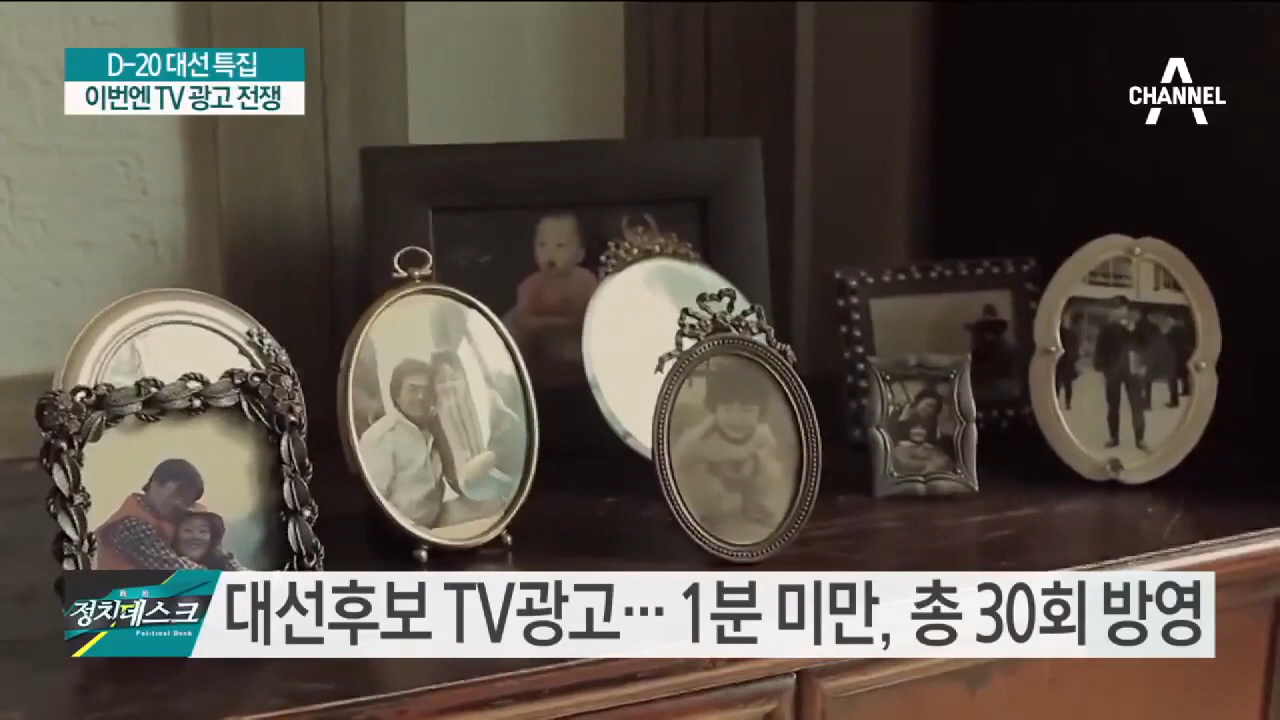 D-20 대선 특집
이번엔 TV 광고 전쟁
CHANNEL A
정치데스크
Political Desk
대선후보 TV광고… 1분 미만, 총 30회 방영